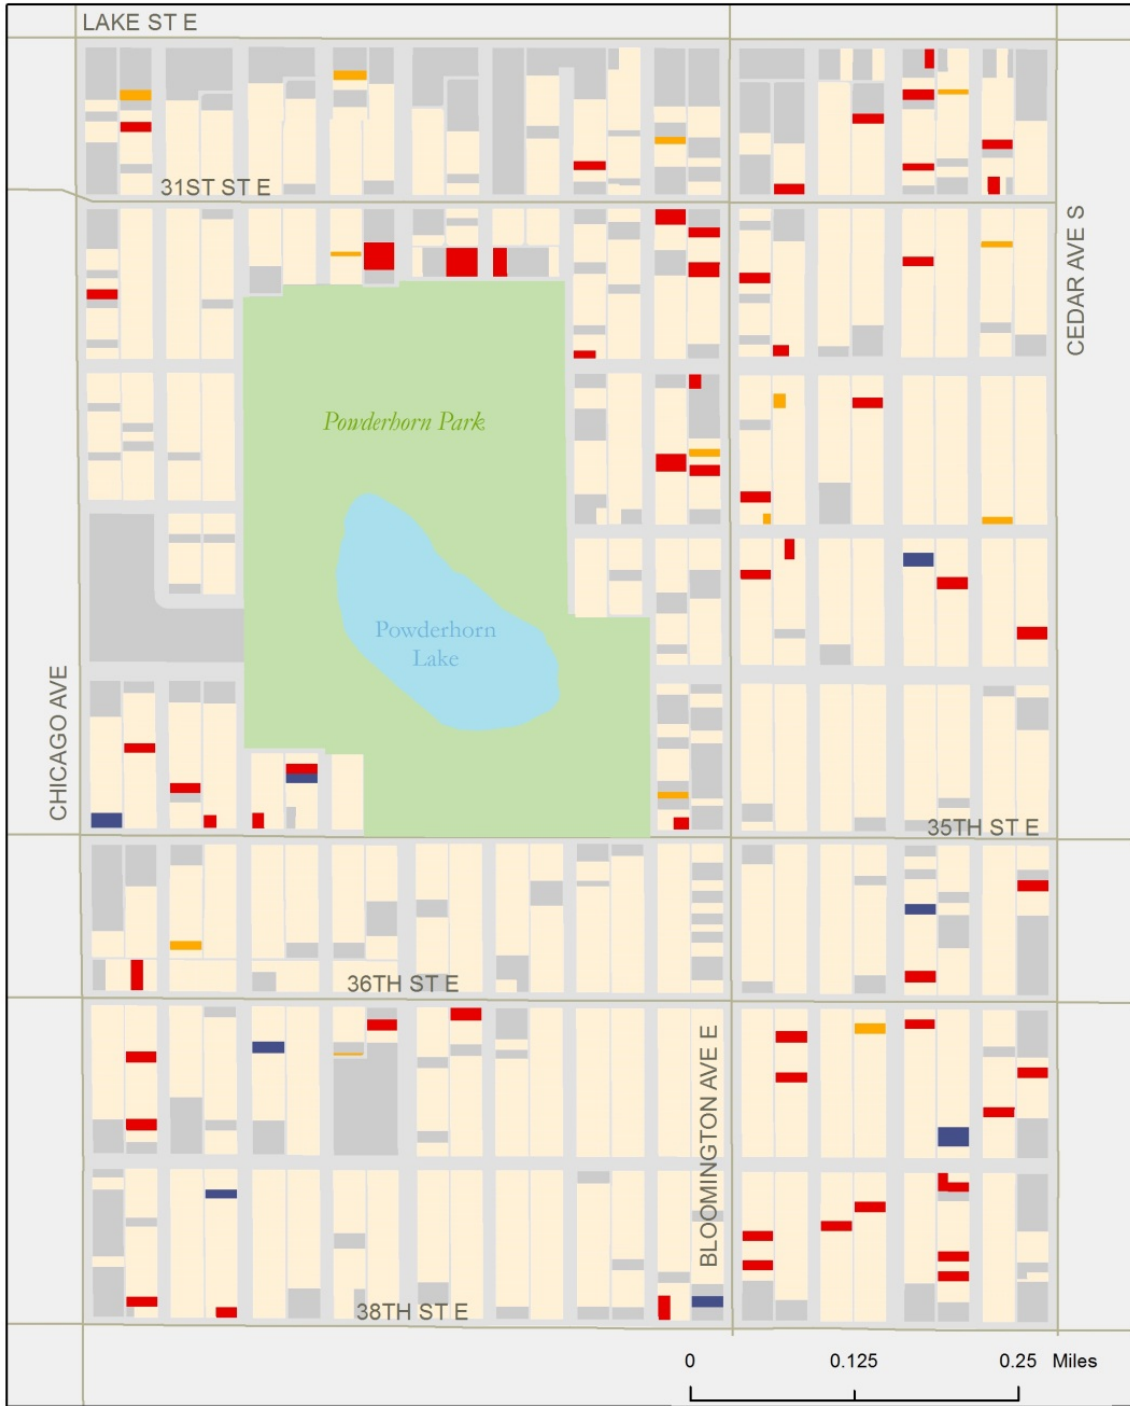 LAKE ST E
31ST ST E
CEDAR AVE S
Powderhorn Park
Powderhorn
Lake
CHICAGO AVE
35TH ST E
36TH ST E
BLOOMINGTON AVE E
38TH ST E
0 0.125 0.25 Miles